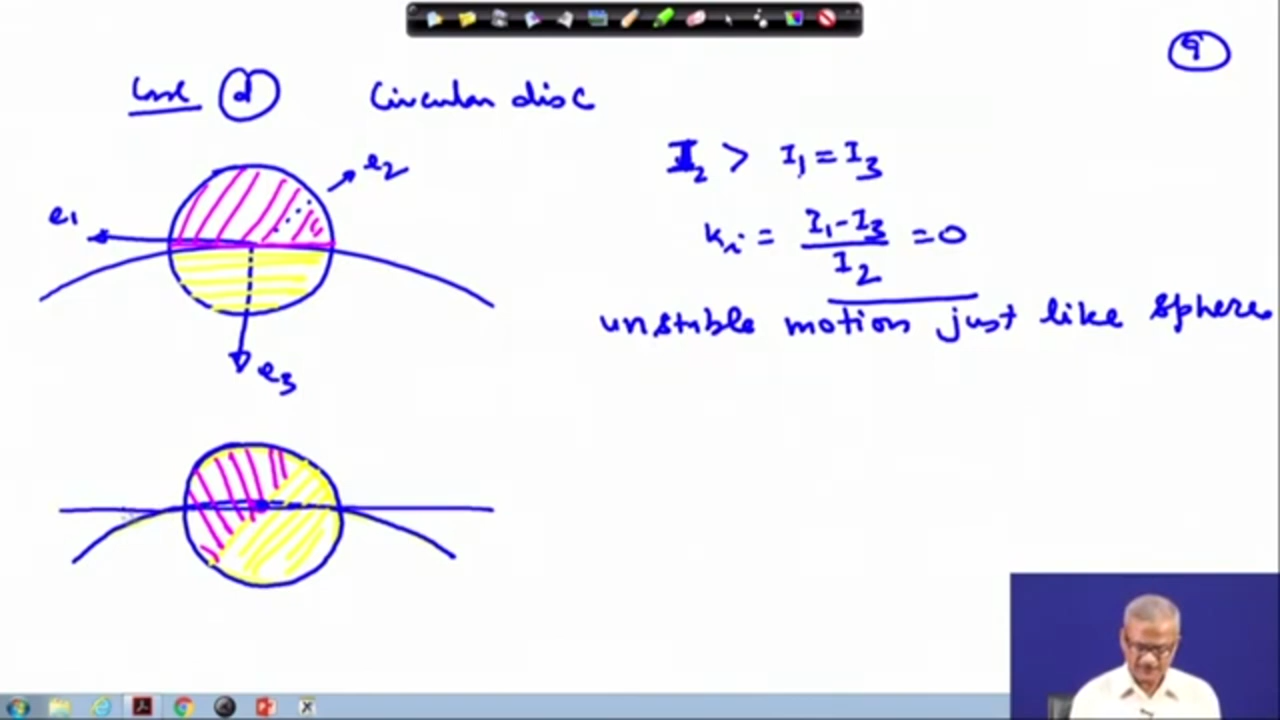 9
Case d Circular disc
e2
e1
e3
I2 > I1 = I3
ki = I1-I3 / I2 = 0
unstable motion just like sphere